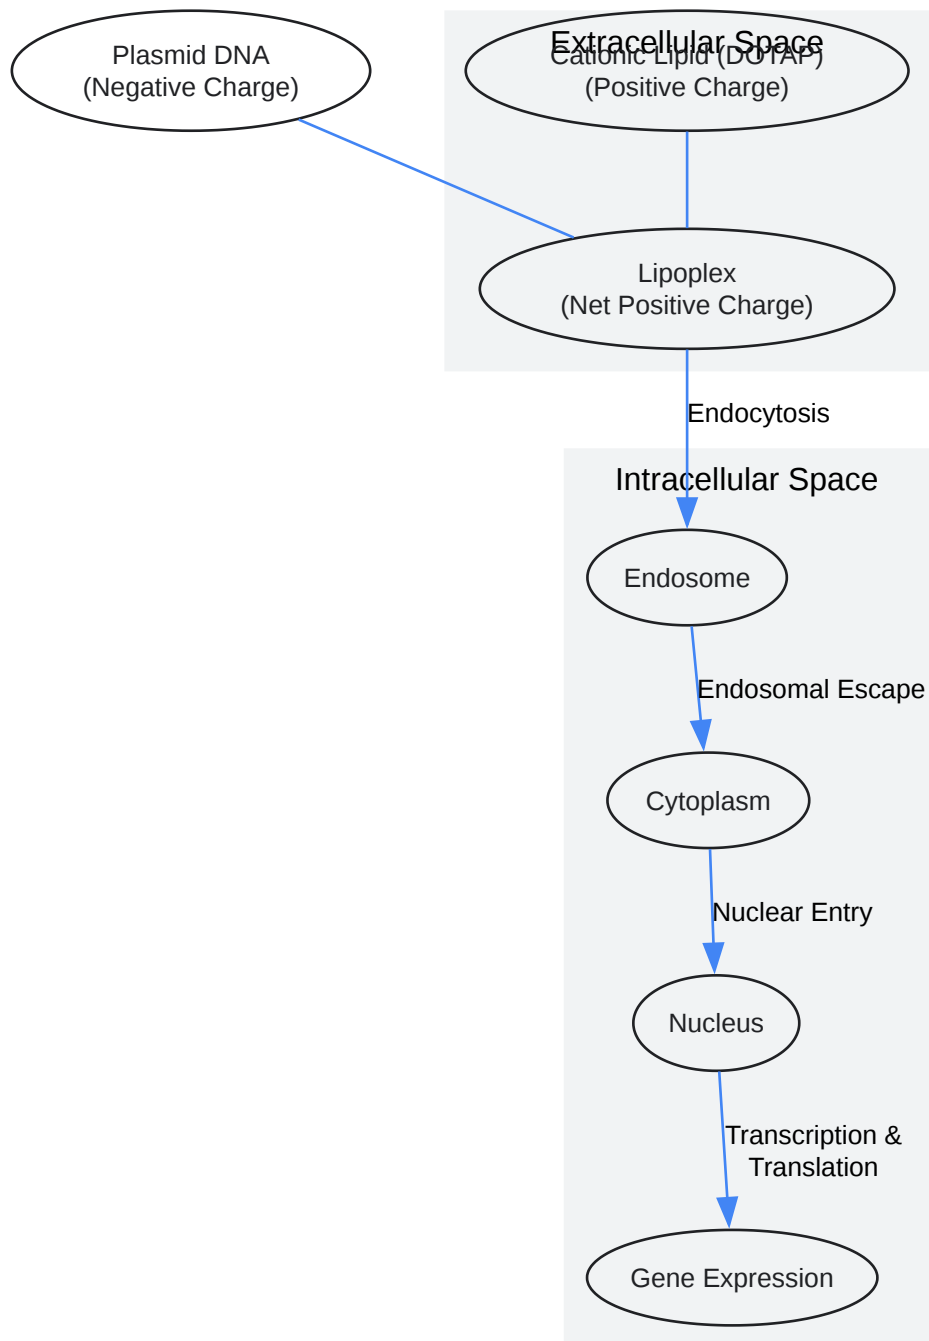 Plasmid DNA
(Negative Charge)
Extracellular Space
Cationic Lipid (DOTAP)
(Positive Charge)
Lipoplex
(Net Positive Charge)
Endocytosis
Intracellular Space
Endosome
Endosomal Escape
Cytoplasm
Nuclear Entry
Nucleus
Transcription &
Translation
Gene Expression